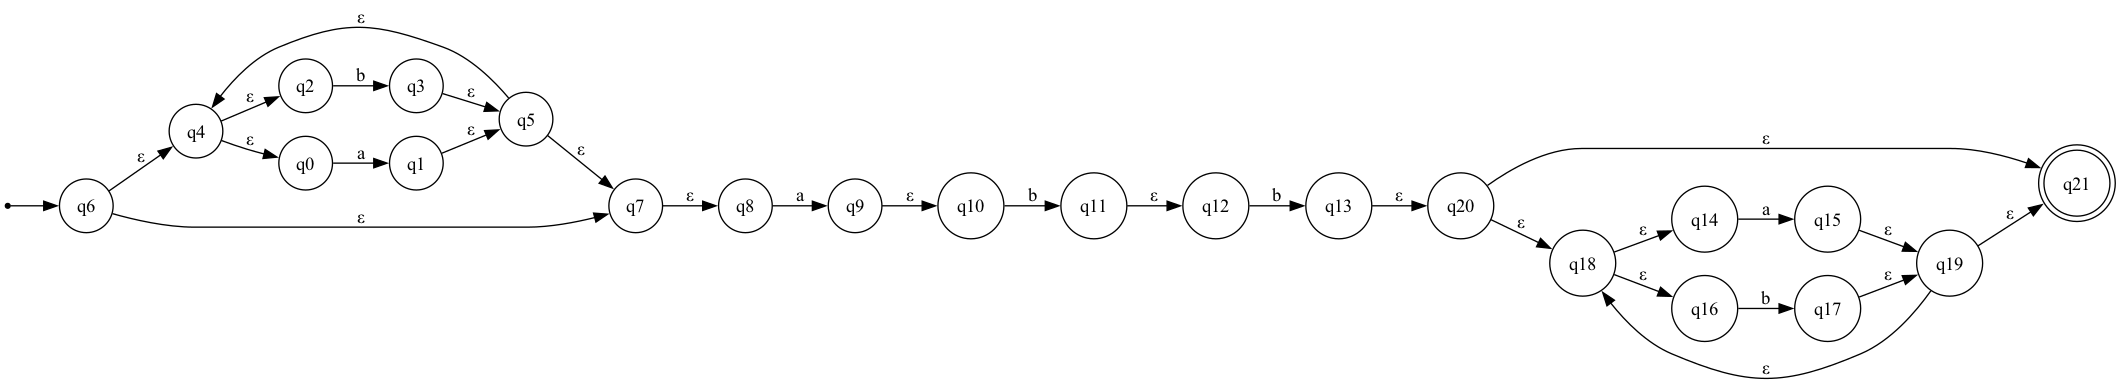 ε
q2 b q3
ε ε
q4 q5
ε ε
ε q0 a q1 ε
ε
q6 ε q7 ε q8 a q9 ε q10 b q11 ε q12 b q13 ε q20 ε q21
q14 a q15
ε ε ε ε
q18 q19
ε ε
q16 b q17
ε